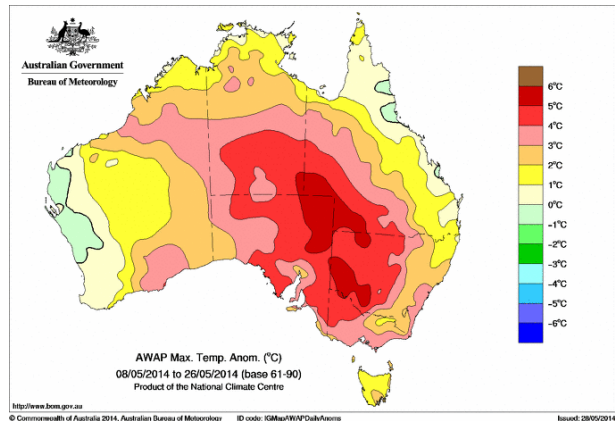 Australian Government
Bureau of Meteorology
6°C
5°C
4°C
3°C
2°C
1°C
0°C
−1°C
−2°C
−3°C
−4°C
−5°C
−6°C
AWAP Max. Temp. Anom. (°C)
08/05/2014 to 26/05/2014 (base 61-90)
Product of the National Climate Centre
http://www.bom.gov.au
© Commonwealth of Australia 2014, Australian Bureau of Meteorology ID code: IGMapAWAPDailyAnoms Issued: 28/05/2014